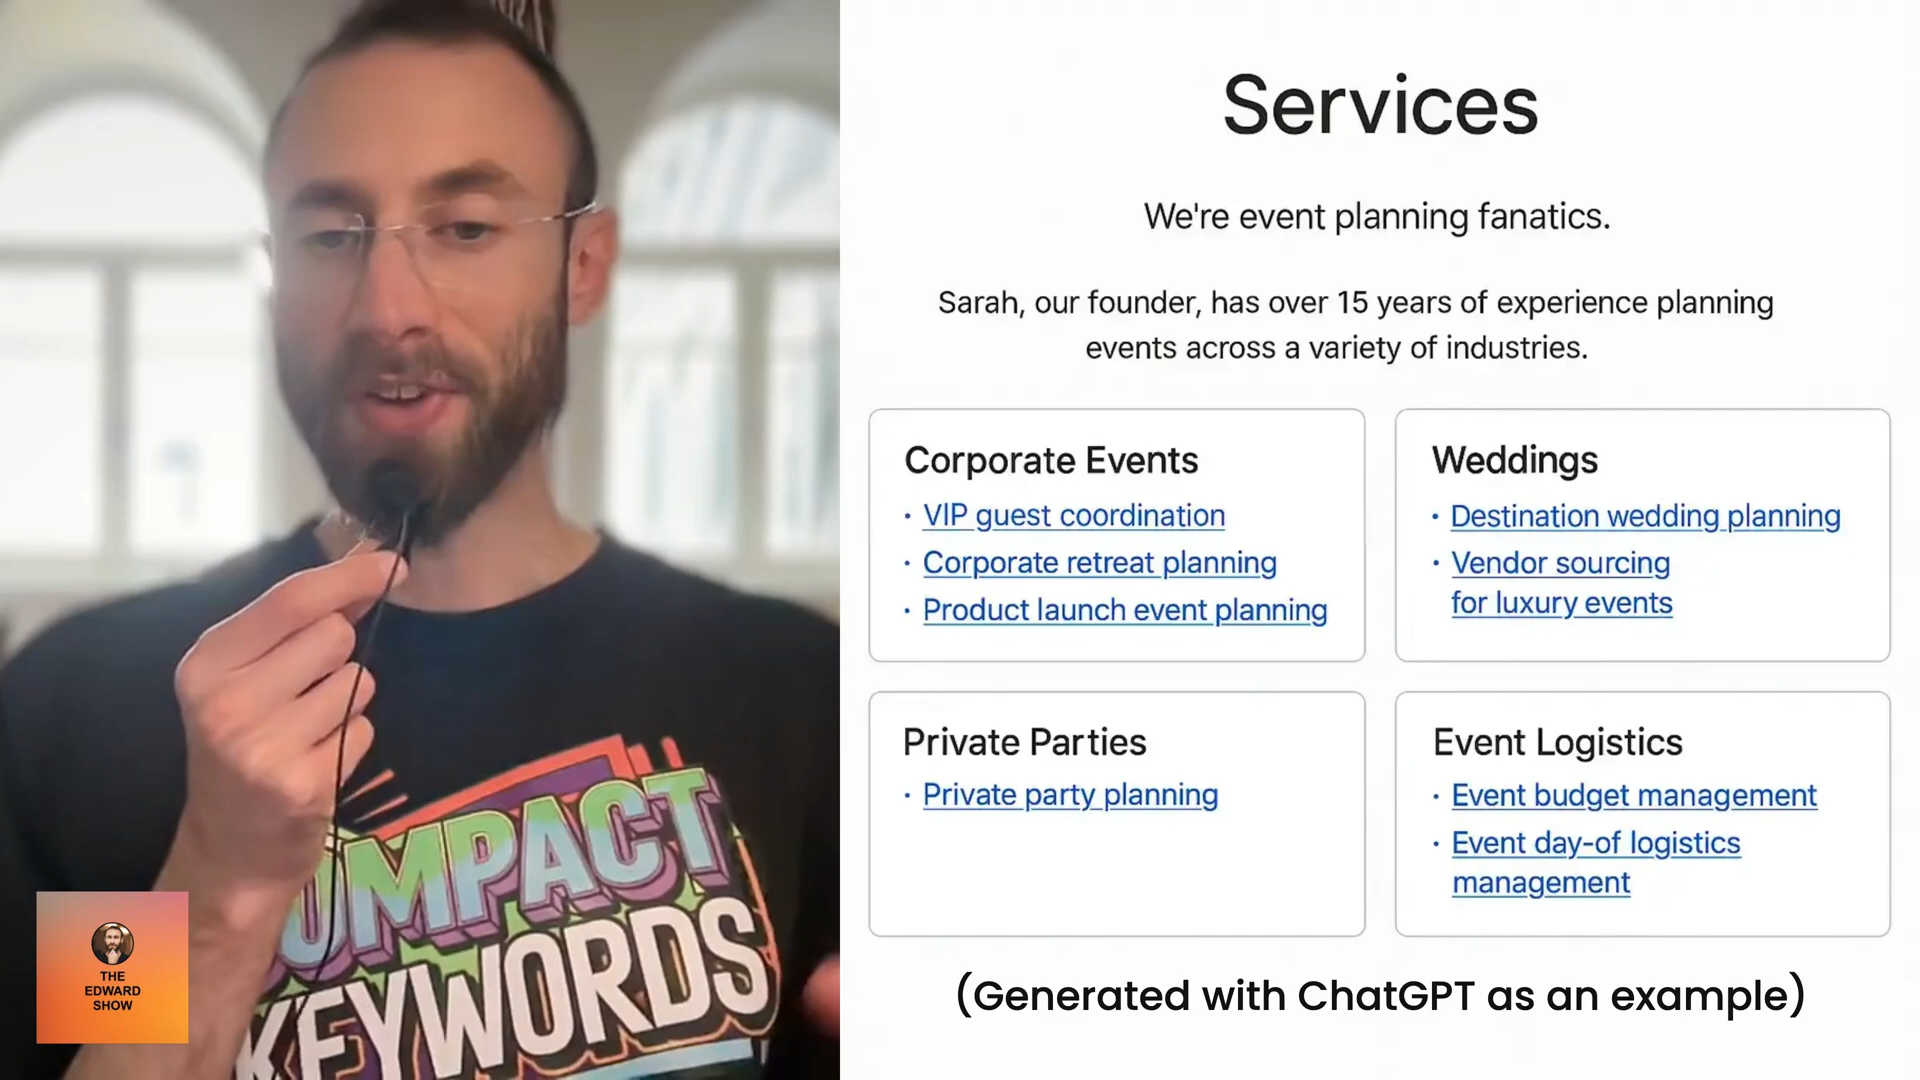 Services
We're event planning fanatics.
Sarah, our founder, has over 15 years of experience planning
events across a variety of industries.
Corporate Events
• VIP guest coordination
• Corporate retreat planning
• Product launch event planning
Weddings
• Destination wedding planning
• Vendor sourcing
for luxury events
Private Parties
• Private party planning
Event Logistics
• Event budget management
• Event day-of logistics
management
(Generated with ChatGPT as an example)
OMPACT
KEYWORDS
THE
EDWARD
SHOW